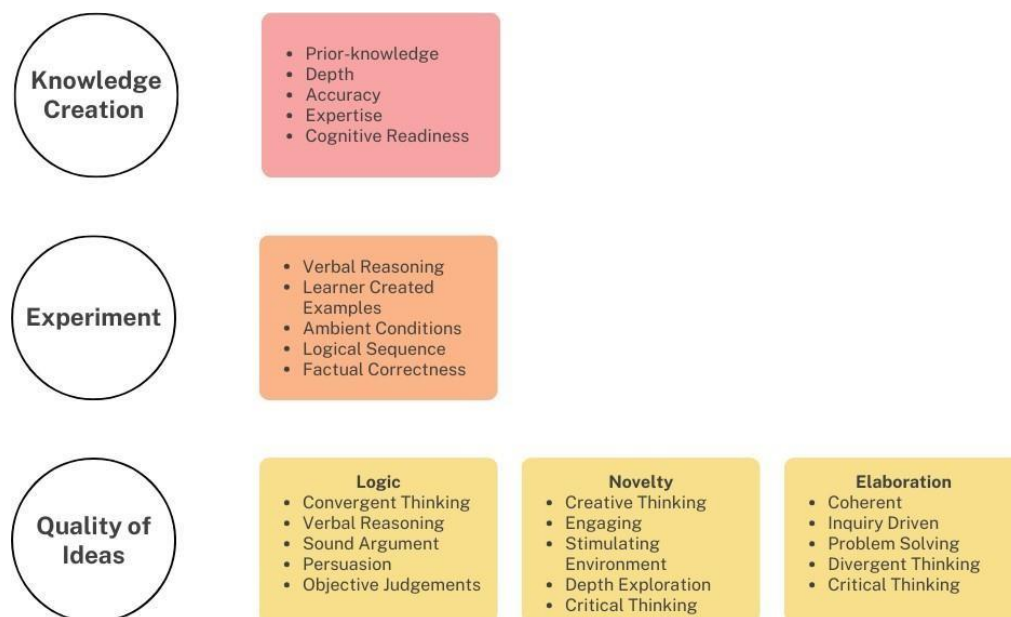 Knowledge
Creation
• Prior-knowledge
• Depth
• Accuracy
• Expertise
• Cognitive Readiness
Experiment
• Verbal Reasoning
• Learner Created
Examples
• Ambient Conditions
• Logical Sequence
• Factual Correctness
Quality of
Ideas
Logic
• Convergent Thinking
• Verbal Reasoning
• Sound Argument
• Persuasion
• Objective Judgements
Novelty
• Creative Thinking
• Engaging
• Stimulating
Environment
• Depth Exploration
• Critical Thinking
Elaboration
• Coherent
• Inquiry Driven
• Problem Solving
• Divergent Thinking
• Critical Thinking